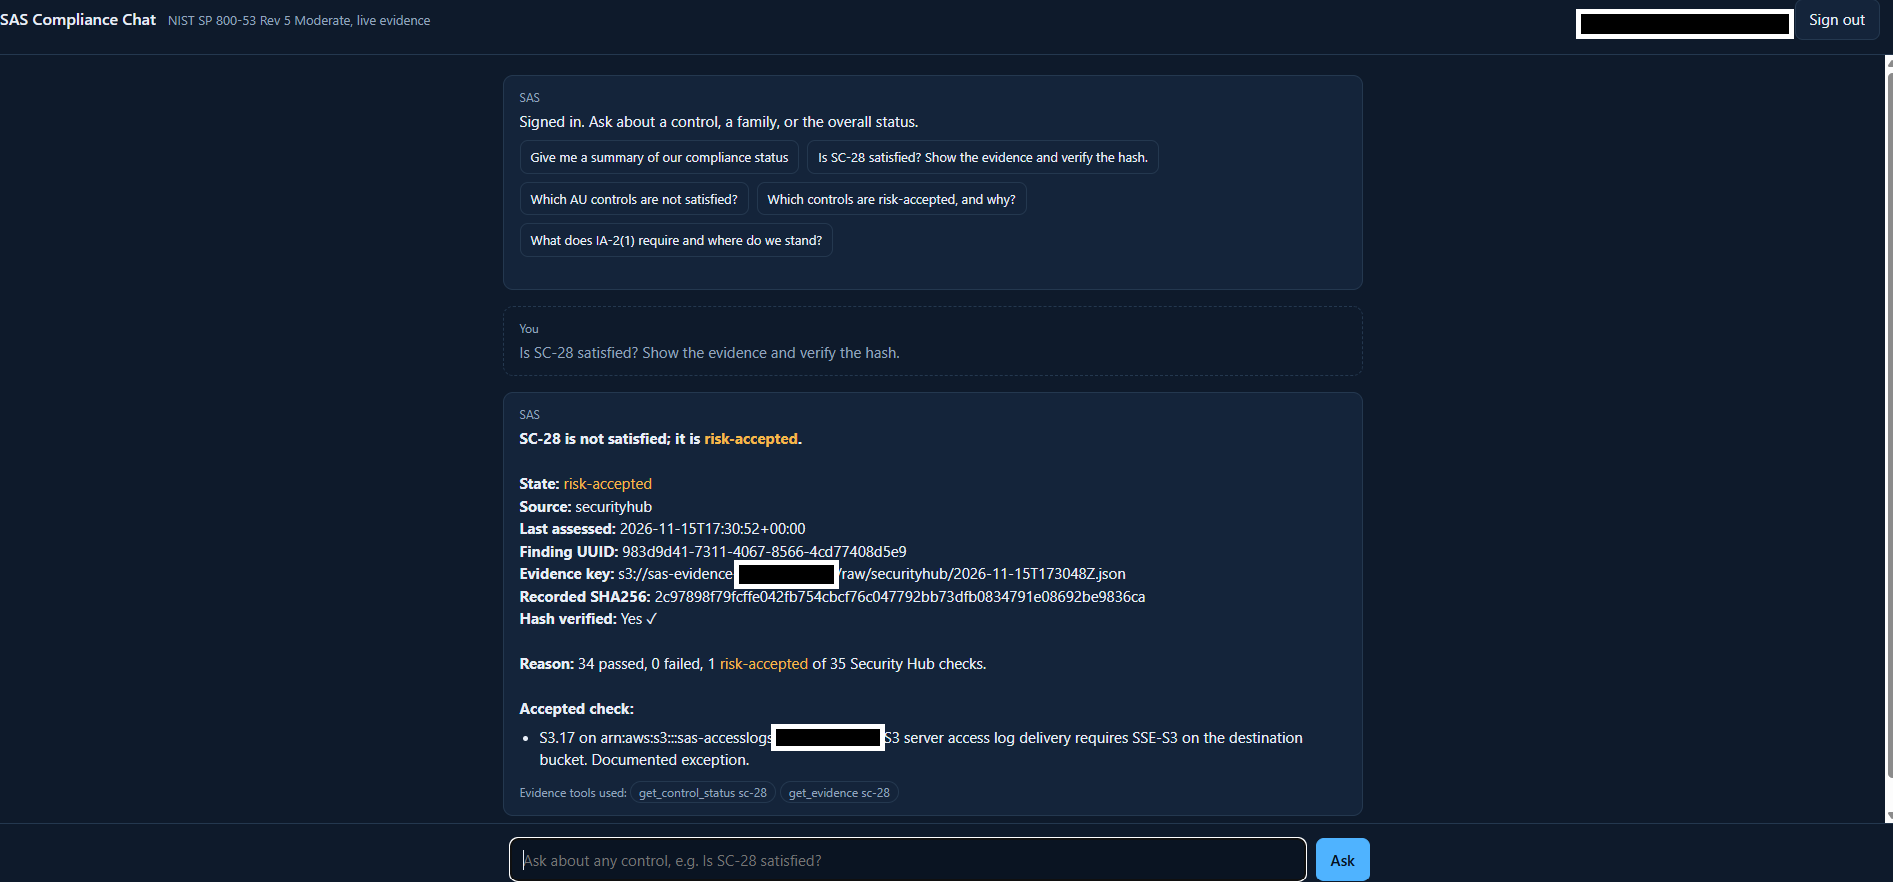 SAS Compliance Chat NIST SP 800-53 Rev 5 Moderate, live evidence Sign out
SAS
Signed in. Ask about a control, a family, or the overall status.
Give me a summary of our compliance status Is SC-28 satisfied? Show the evidence and verify the hash.
Which AU controls are not satisfied? Which controls are risk-accepted, and why?
What does IA-2(1) require and where do we stand?
You
Is SC-28 satisfied? Show the evidence and verify the hash.
SAS
SC-28 is not satisfied; it is risk-accepted.
State: risk-accepted
Source: securityhub
Last assessed: 2026-11-15T17:30:52+00:00
Finding UUID: 983d9d41-7311-4067-8566-4cd77408d5e9
Evidence key: s3://sas-evidence /raw/securityhub/2026-11-15T173048Z.json
Recorded SHA256: 2c97898f79fcffe042fb754cbcf76c047792bb73dfb0834791e08692be9836ca
Hash verified: Yes ✓
Reason: 34 passed, 0 failed, 1 risk-accepted of 35 Security Hub checks.
Accepted check:
• S3.17 on arn:aws:s3:::sas-accesslogs S3 server access log delivery requires SSE-S3 on the destination
bucket. Documented exception.
Evidence tools used: get_control_status sc-28 get_evidence sc-28
Ask about any control, e.g. Is SC-28 satisfied? Ask